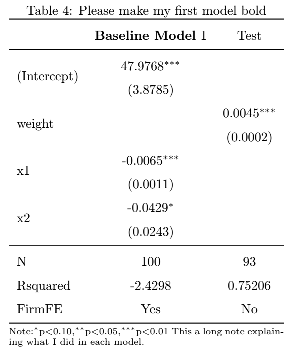 Table 4: Please make my first model bold
Baseline Model 1 Test
(Intercept) 47.9768***
(3.8785)
weight 0.0045***
(0.0002)
x1 -0.0065***
(0.0011)
x2 -0.0429*
(0.0243)
N 100 93
Rsquared -2.4298 0.75206
FirmFE Yes No
Note:*p<0.10,**p<0.05,***p<0.01 This a long note explain-
ing what I did in each model.